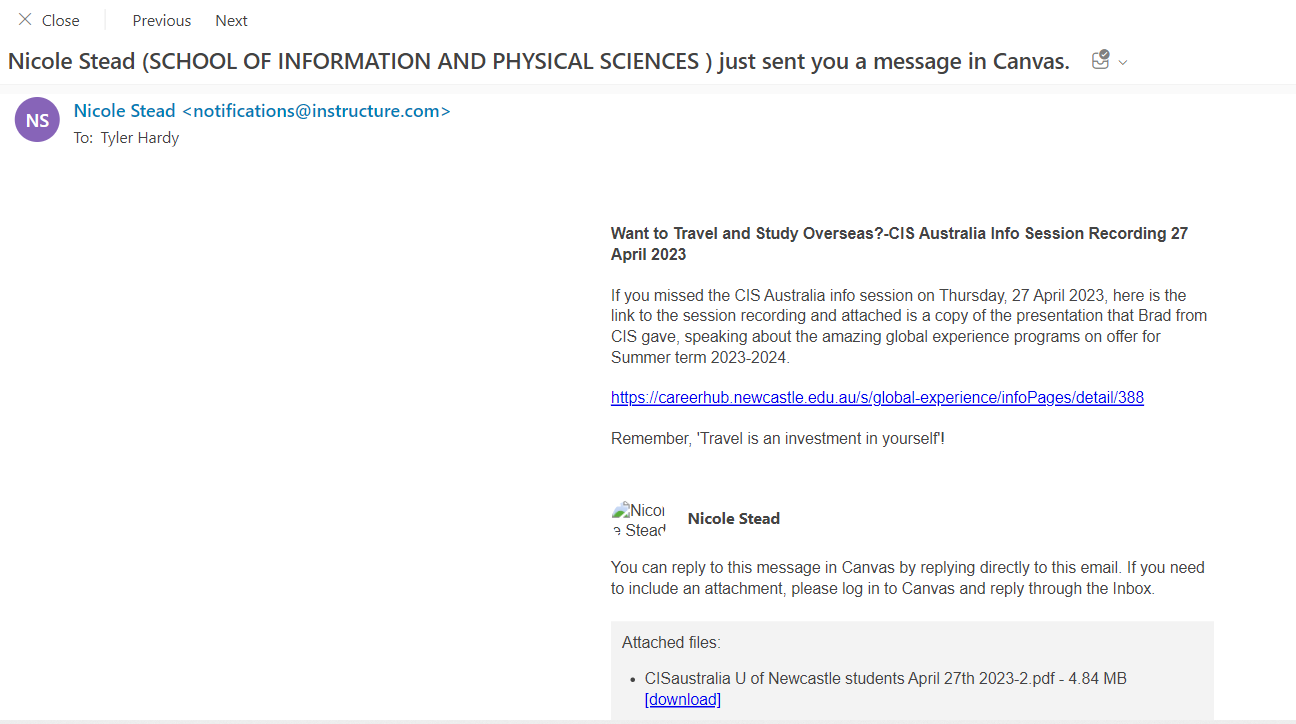 Close
Previous
Next
Nicole Stead (SCHOOL OF INFORMATION AND PHYSICAL SCIENCES ) just sent you a message in Canvas.
NS
Nicole Stead <notifications@instructure.com>
To: Tyler Hardy
Want to Travel and Study Overseas?-CIS Australia Info Session Recording 27
April 2023
If you missed the CIS Australia info session on Thursday, 27 April 2023, here is the
link to the session recording and attached is a copy of the presentation that Brad from
CIS gave, speaking about the amazing global experience programs on offer for
Summer term 2023-2024.
https://careerhub.newcastle.edu.au/s/global-experience/infoPages/detail/388
Remember, 'Travel is an investment in yourself'!
Nicol
e Stead
Nicole Stead
You can reply to this message in Canvas by replying directly to this email. If you need
to include an attachment, please log in to Canvas and reply through the Inbox.
Attached files:
• CISaustralia U of Newcastle students April 27th 2023-2.pdf - 4.84 MB
[download]